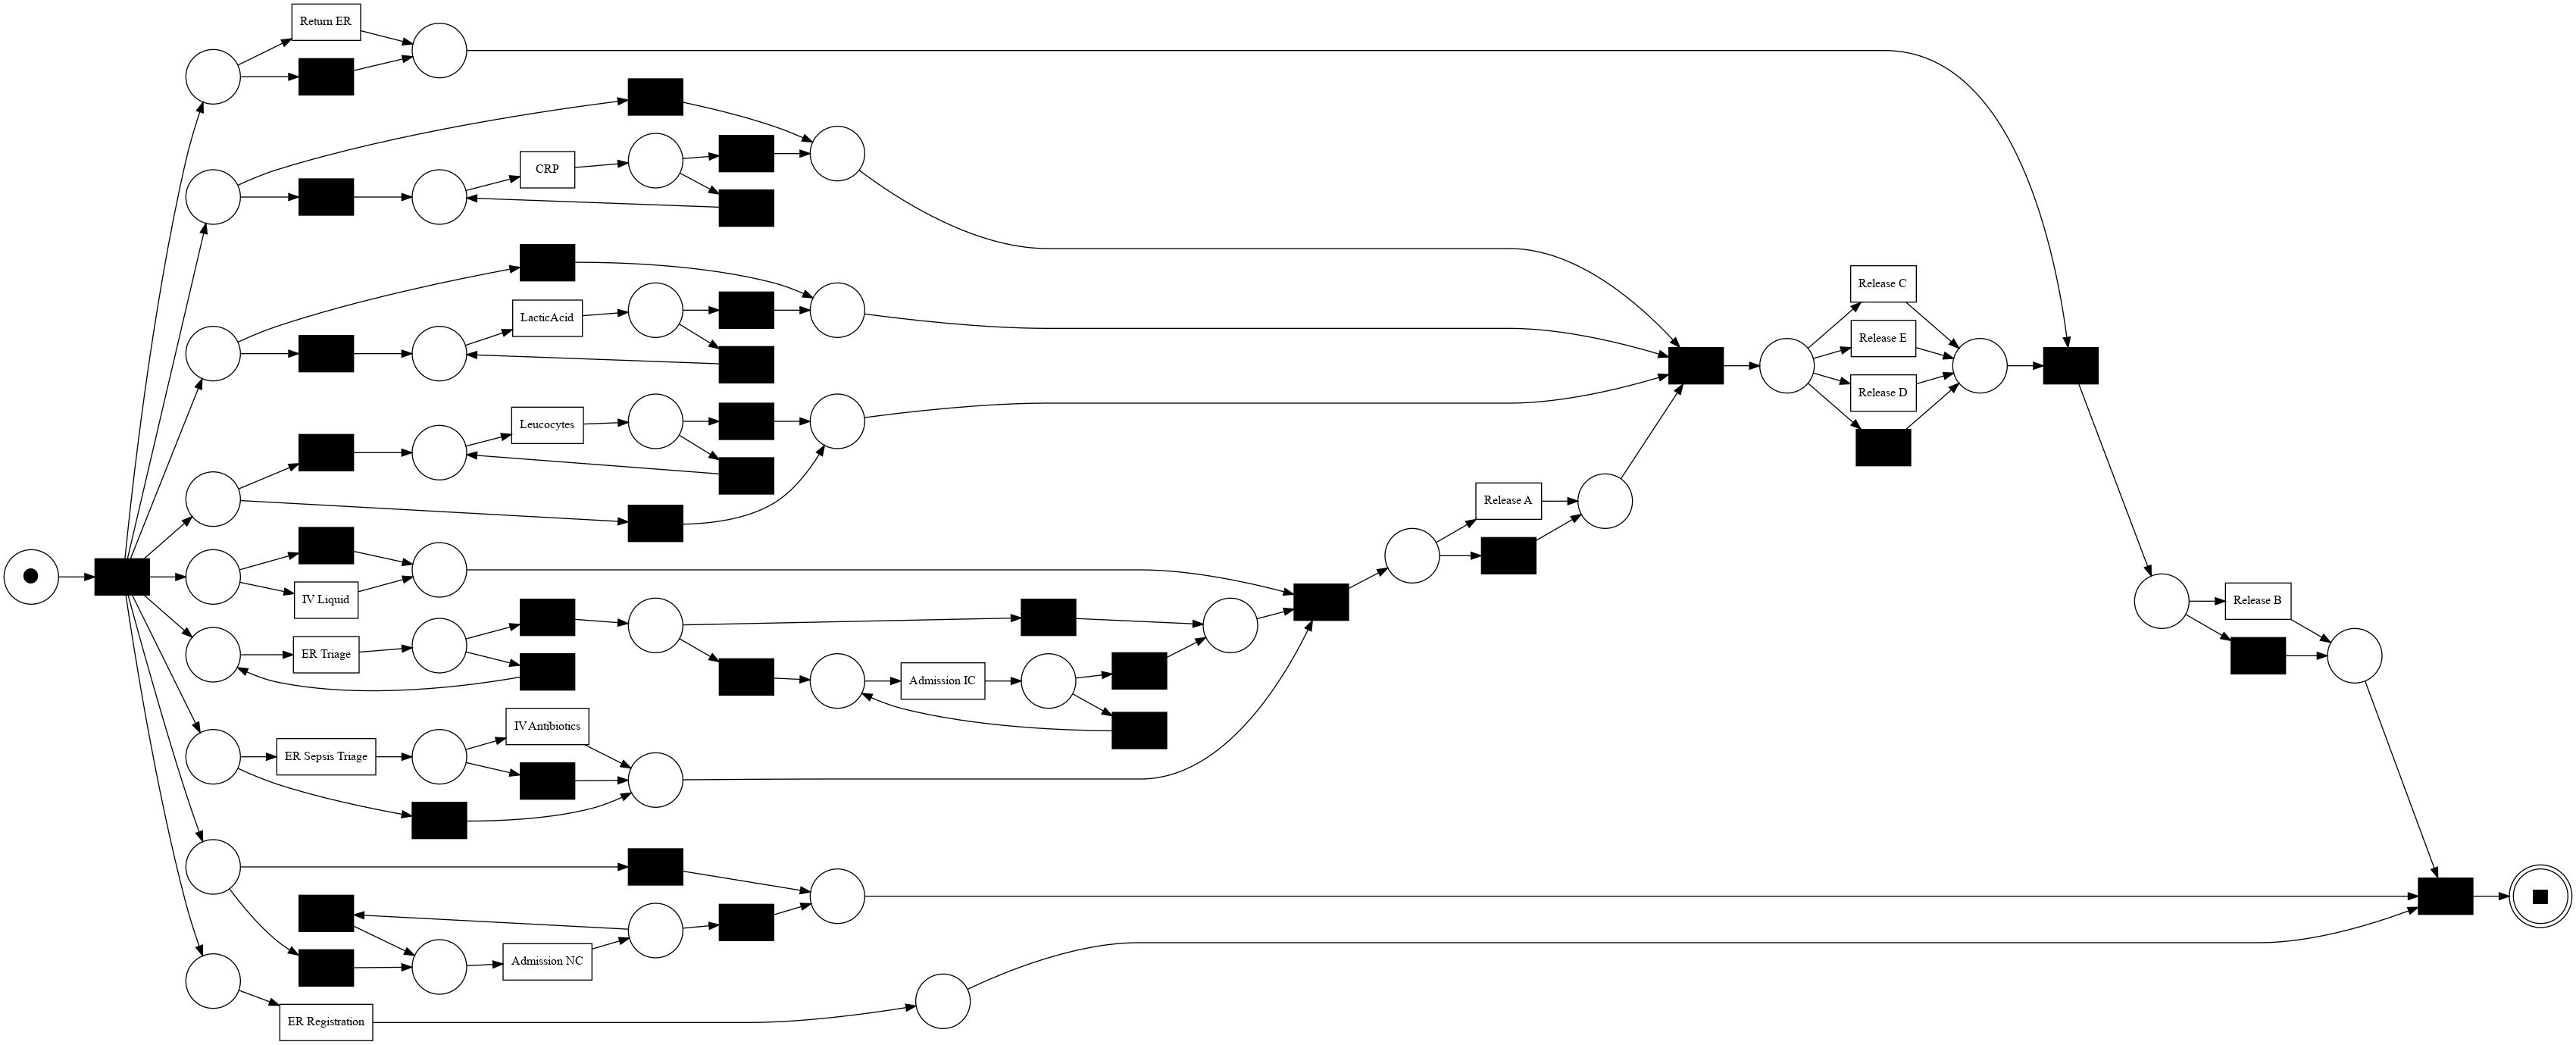 Return ER
CRP
LacticAcid
Leucocytes
IV Liquid
ER Triage
Admission IC
IV Antibiotics
ER Sepsis Triage
Admission NC
ER Registration
Release A
Release C
Release E
Release D
Release B